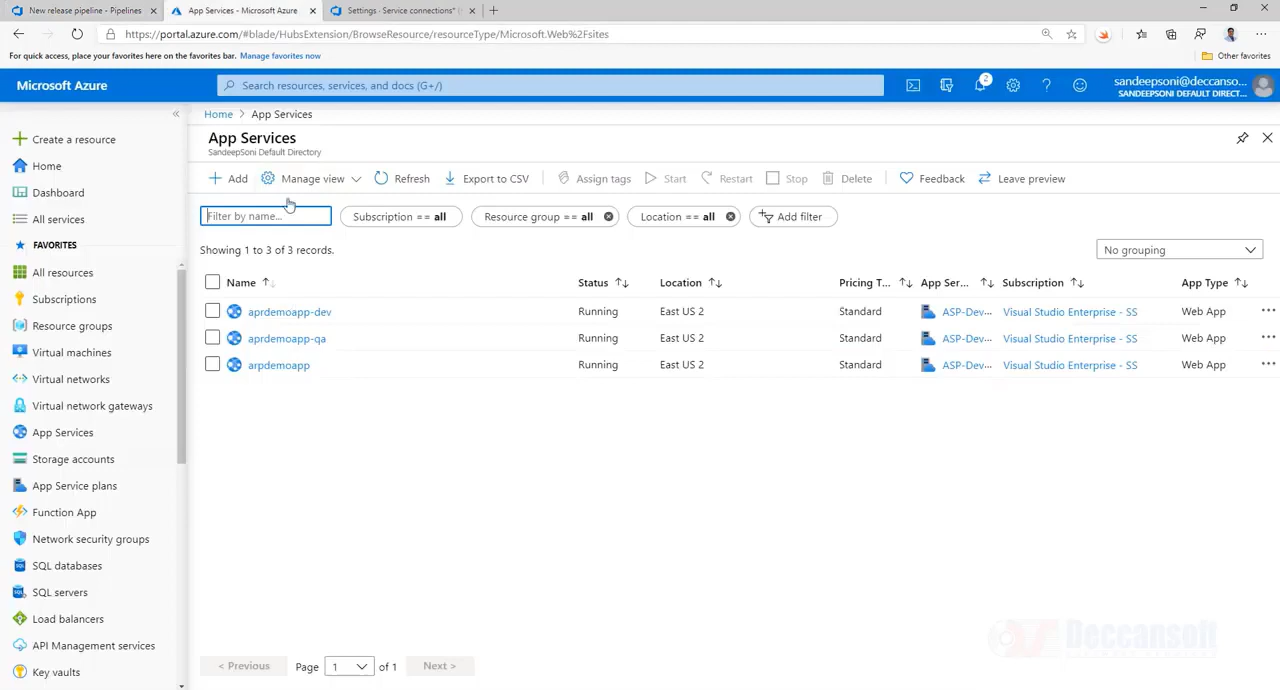 New release pipeline - Pipelines
App Services - Microsoft Azure
Settings · Service connections* (
https://portal.azure.com/#blade/HubsExtension/BrowseResource/resourceType/Microsoft.Web%2Fsites
For quick access, place your favorites here on the favorites bar. Manage favorites now
Other favorites
Microsoft Azure
Search resources, services, and docs (G+/)
2
sandeepsoni@deccanso...
SANDEEPSONI DEFAULT DIRECT...
Create a resource
Home
Dashboard
All services
FAVORITES
All resources
Subscriptions
Resource groups
Virtual machines
Virtual networks
Virtual network gateways
App Services
Storage accounts
App Service plans
Function App
Network security groups
SQL databases
SQL servers
Load balancers
API Management services
Key vaults
Home > App Services
App Services
SandeepSoni Default Directory
Add Manage view Refresh Export to CSV Assign tags Start Restart Stop Delete Feedback Leave preview
Filter by name... Subscription == all Resource group == all Location == all Add filter
Showing 1 to 3 of 3 records.
No grouping
Name Status Location Pricing T... App Ser... Subscription App Type
aprdemoapp-dev Running East US 2 Standard ASP-Dev... Visual Studio Enterprise - SS Web App
arpdemoapp-qa Running East US 2 Standard ASP-Dev... Visual Studio Enterprise - SS Web App
arpdemoapp Running East US 2 Standard ASP-Dev... Visual Studio Enterprise - SS Web App
< Previous Page 1 of 1 Next >
Deccansoft